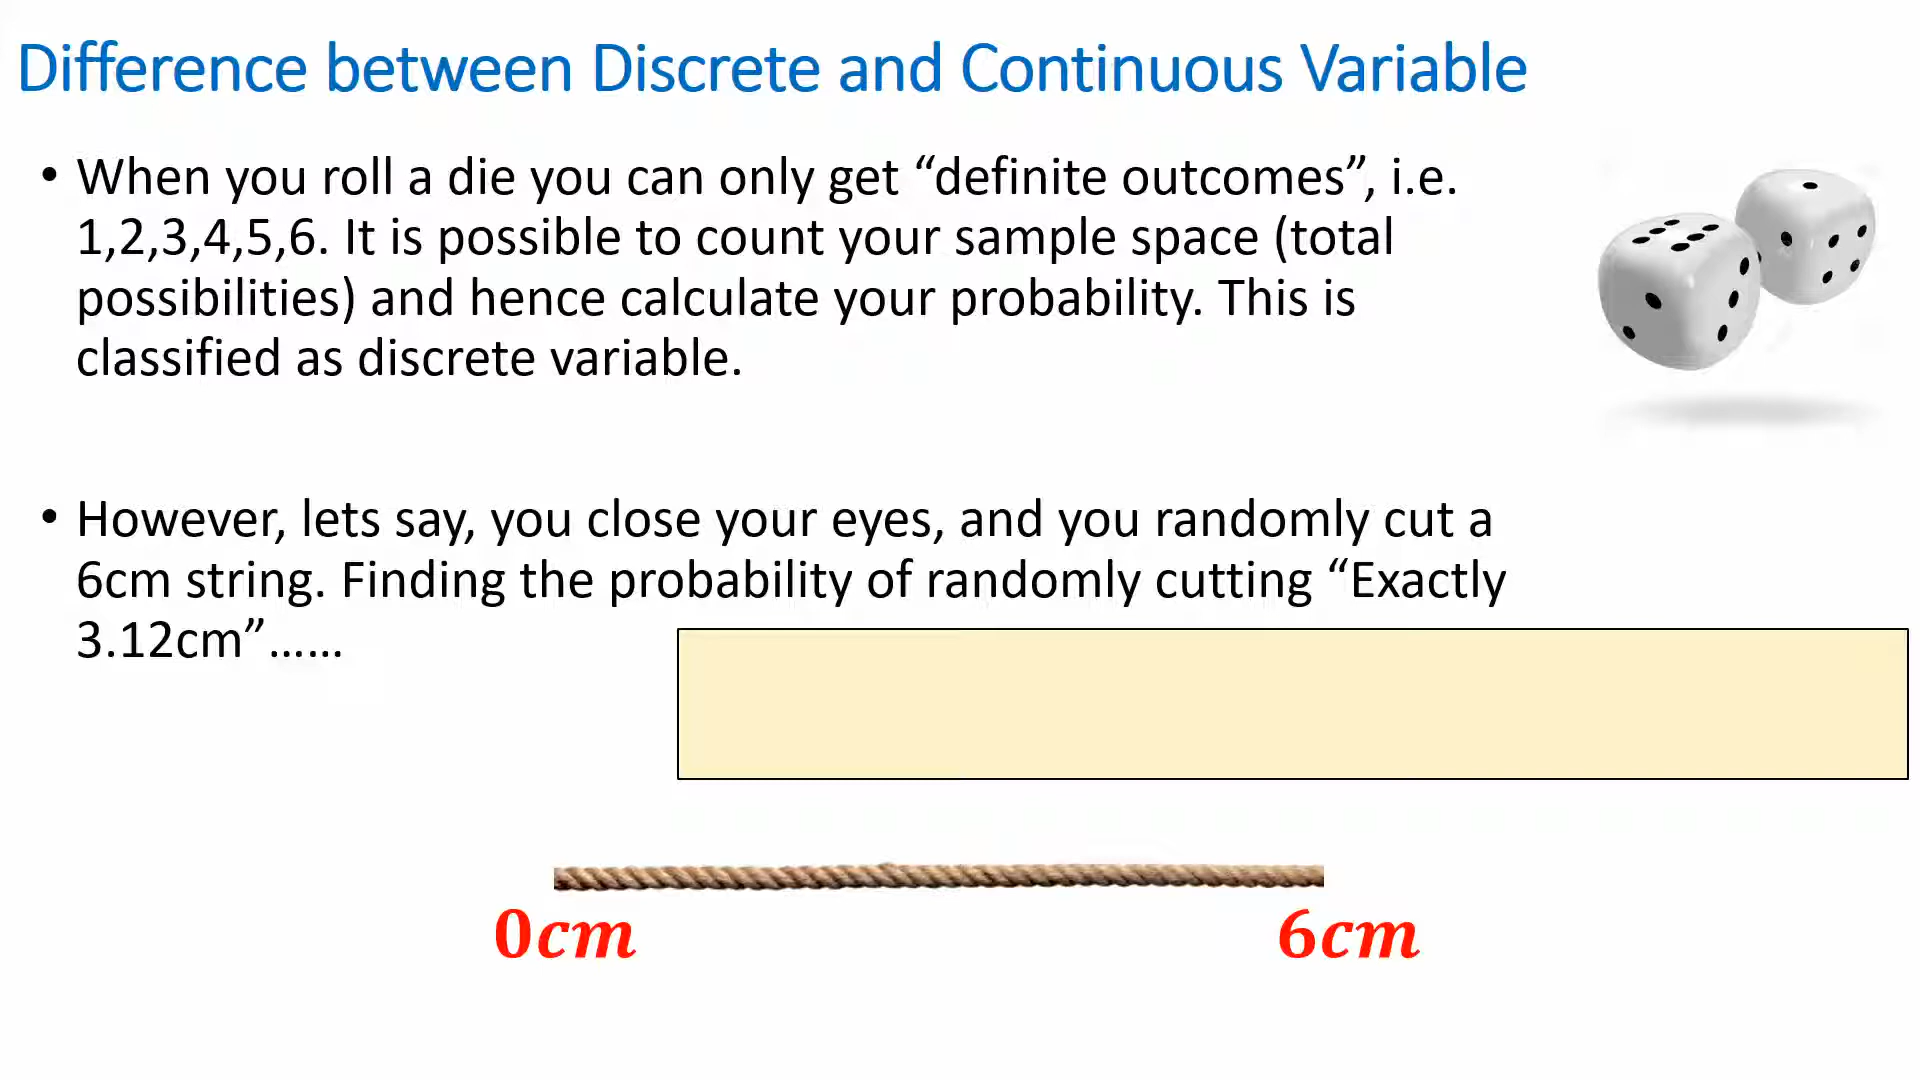 Difference between Discrete and Continuous Variable
• When you roll a die you can only get “definite outcomes”, i.e.
1,2,3,4,5,6. It is possible to count your sample space (total
possibilities) and hence calculate your probability. This is
classified as discrete variable.
• However, lets say, you close your eyes, and you randomly cut a
6cm string. Finding the probability of randomly cutting “Exactly
3.12cm”……
0cm 6cm